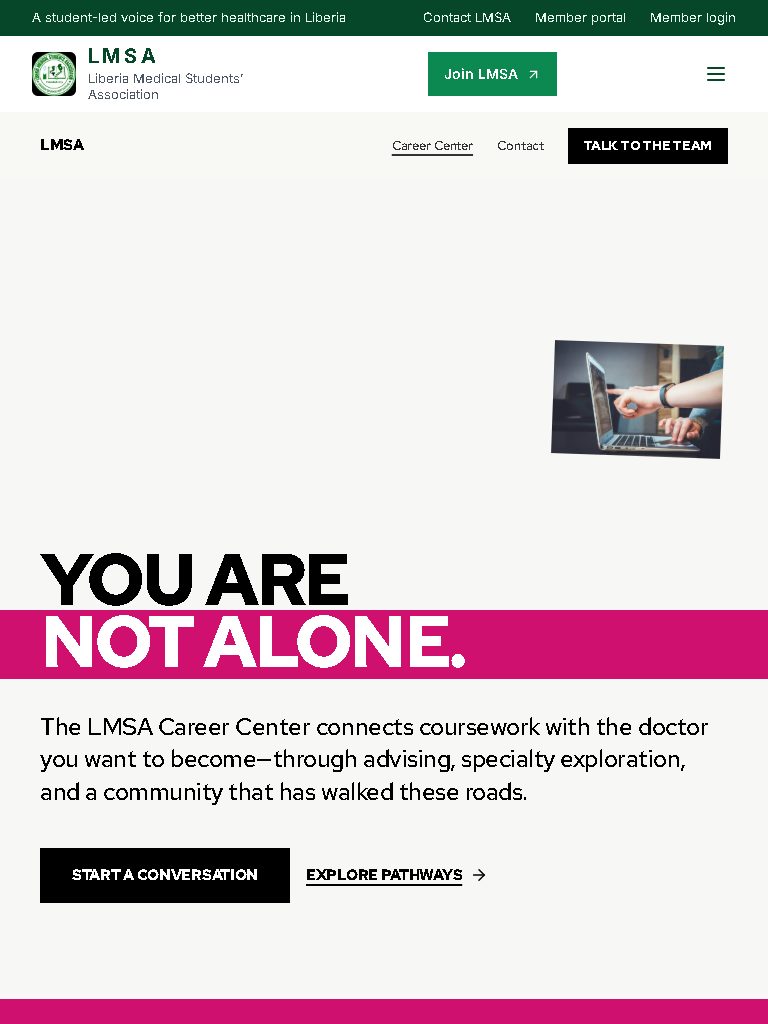 A student-led voice for better healthcare in Liberia
Contact LMSA
Member portal
Member login
LMSA
Liberia Medical Students'
Association
Join LMSA
LMSA
Career Center
Contact
TALK TO THE TEAM
YOU ARE
NOT ALONE.
The LMSA Career Center connects coursework with the doctor
you want to become—through advising, specialty exploration,
and a community that has walked these roads.
START A CONVERSATION
EXPLORE PATHWAYS